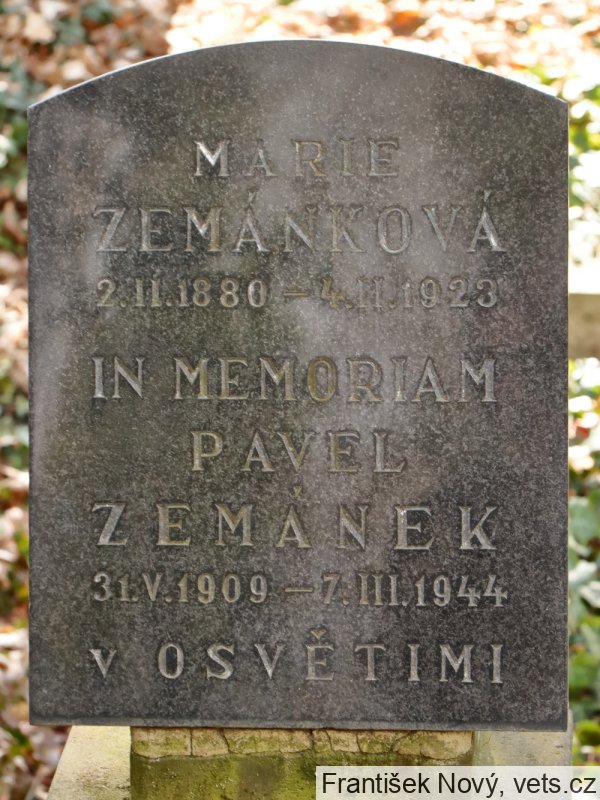 MARIE
ZEMÁNKOVÁ
2.II.1880 – 4.II.1923
IN MEMORIAM
PAVEL
ZEMÁNEK
31.V.1909 – 7.III.1944
V OSVĚTIMI
František Nový, vets.cz